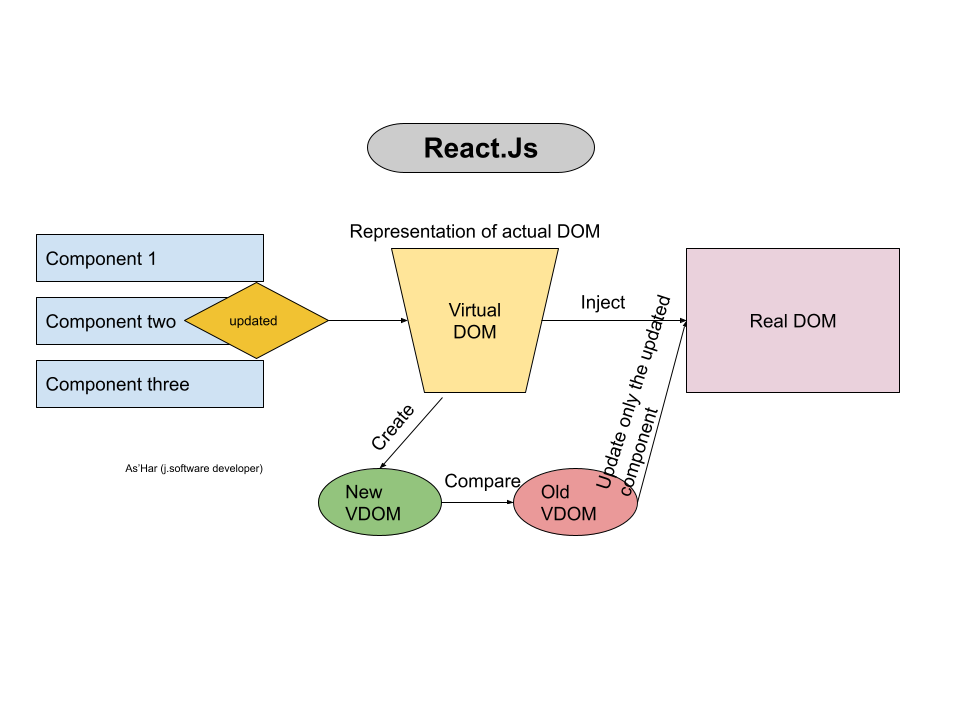 React.Js
Representation of actual DOM
Component 1
Component two
updated
Component three
Virtual
DOM
Inject
Real DOM
Update only the updated
component
Create
As'Har (j.software developer)
Compare
New
VDOM
Old
VDOM